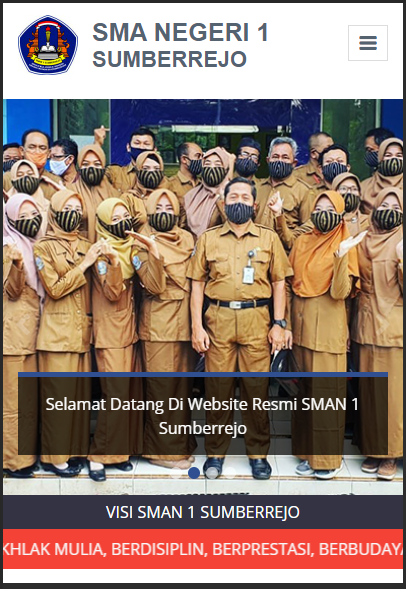 SMA NEGERI 1
SUMBERREJO
Selamat Datang Di Website Resmi SMAN 1
Sumberrejo
VISI SMAN 1 SUMBERREJO
KHLAK MULIA, BERDISIPLIN, BERPRESTASI, BERBUDAYA